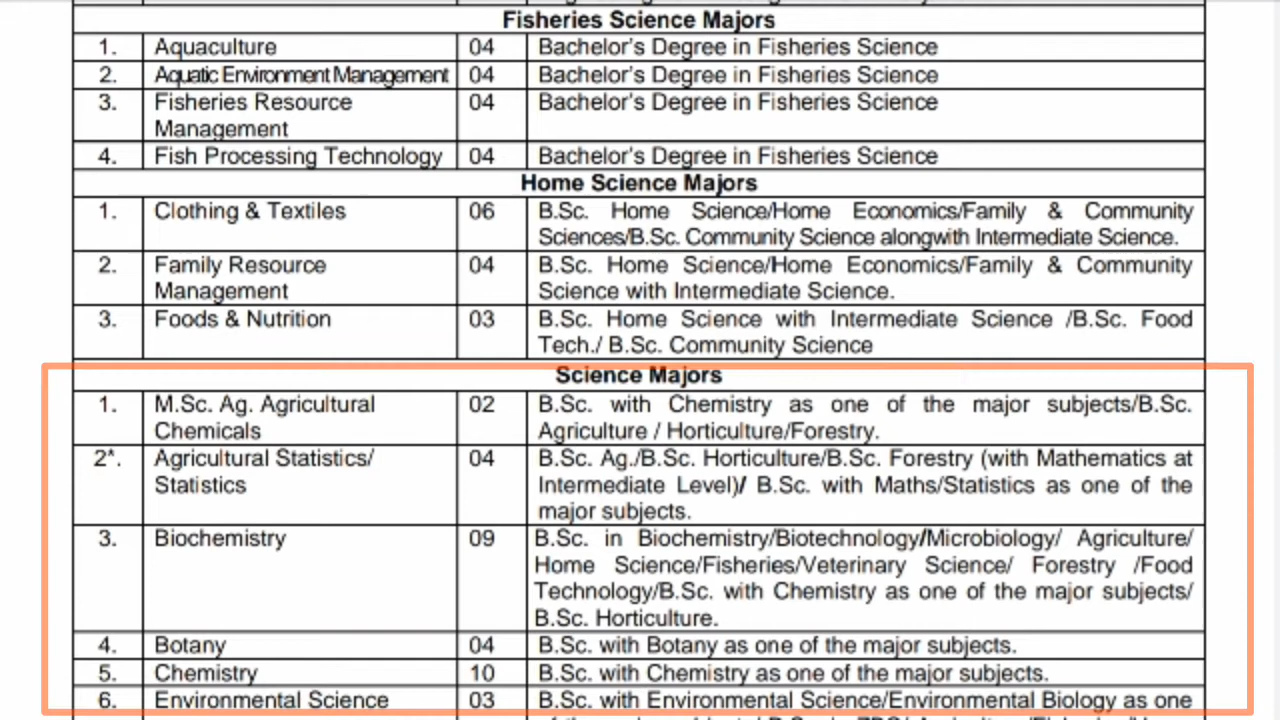 Fisheries Science Majors
1. Aquaculture 04 Bachelor's Degree in Fisheries Science
2. Aquatic Environment Management 04 Bachelor's Degree in Fisheries Science
3. Fisheries Resource 04 Bachelor's Degree in Fisheries Science
Management
4. Fish Processing Technology 04 Bachelor's Degree in Fisheries Science
Home Science Majors
1. Clothing & Textiles 06 B.Sc. Home Science/Home Economics/Family & Community
Sciences/B.Sc. Community Science alongwith Intermediate Science.
2. Family Resource 04 B.Sc. Home Science/Home Economics/Family & Community
Management Science with Intermediate Science.
3. Foods & Nutrition 03 B.Sc. Home Science with Intermediate Science /B.Sc. Food
Tech./ B.Sc. Community Science
Science Majors
1. M.Sc. Ag. Agricultural 02 B.Sc. with Chemistry as one of the major subjects/B.Sc.
Chemicals Agriculture / Horticulture/Forestry.
2*. Agricultural Statistics/ 04 B.Sc. Ag./B.Sc. Horticulture/B.Sc. Forestry (with Mathematics at
Statistics Intermediate Level)/ B.Sc. with Maths/Statistics as one of the
major subjects.
3. Biochemistry 09 B.Sc. in Biochemistry/Biotechnology/Microbiology/ Agriculture/
Home Science/Fisheries/Veterinary Science/ Forestry /Food
Technology/B.Sc. with Chemistry as one of the major subjects/
B.Sc. Horticulture.
4. Botany 04 B.Sc. with Botany as one of the major subjects.
5. Chemistry 10 B.Sc. with Chemistry as one of the major subjects.
6. Environmental Science 03 B.Sc. with Environmental Science/Environmental Biology as one